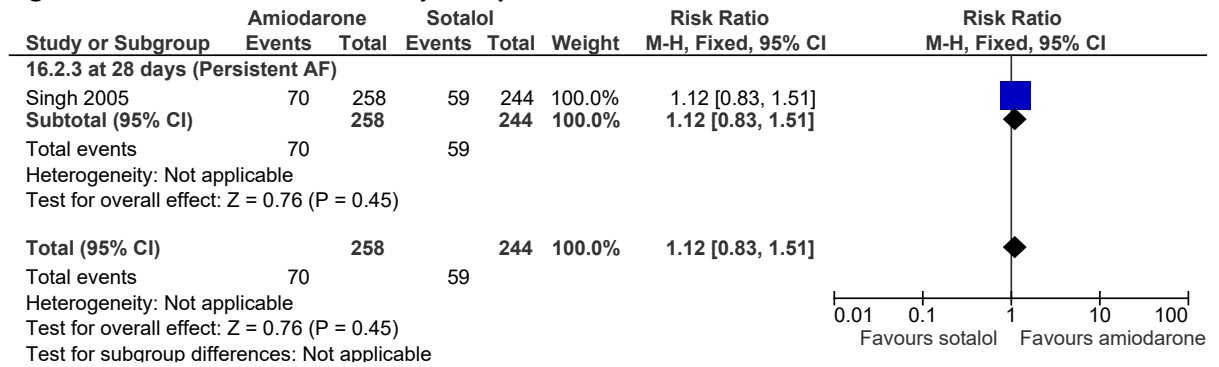 Amiodarone Sotalol Risk Ratio Risk Ratio
Study or Subgroup Events Total Events Total Weight M-H, Fixed, 95% CI M-H, Fixed, 95% CI
16.2.3 at 28 days (Persistent AF)
Singh 2005 70 258 59 244 100.0% 1.12 [0.83, 1.51]
Subtotal (95% CI) 258 244 100.0% 1.12 [0.83, 1.51]
Total events 70 59
Heterogeneity: Not applicable
Test for overall effect: Z = 0.76 (P = 0.45)
Total (95% CI) 258 244 100.0% 1.12 [0.83, 1.51]
Total events 70 59
Heterogeneity: Not applicable
Test for overall effect: Z = 0.76 (P = 0.45)
Test for subgroup differences: Not applicable
0.01 0.1 1 10 100
Favours sotalol Favours amiodarone